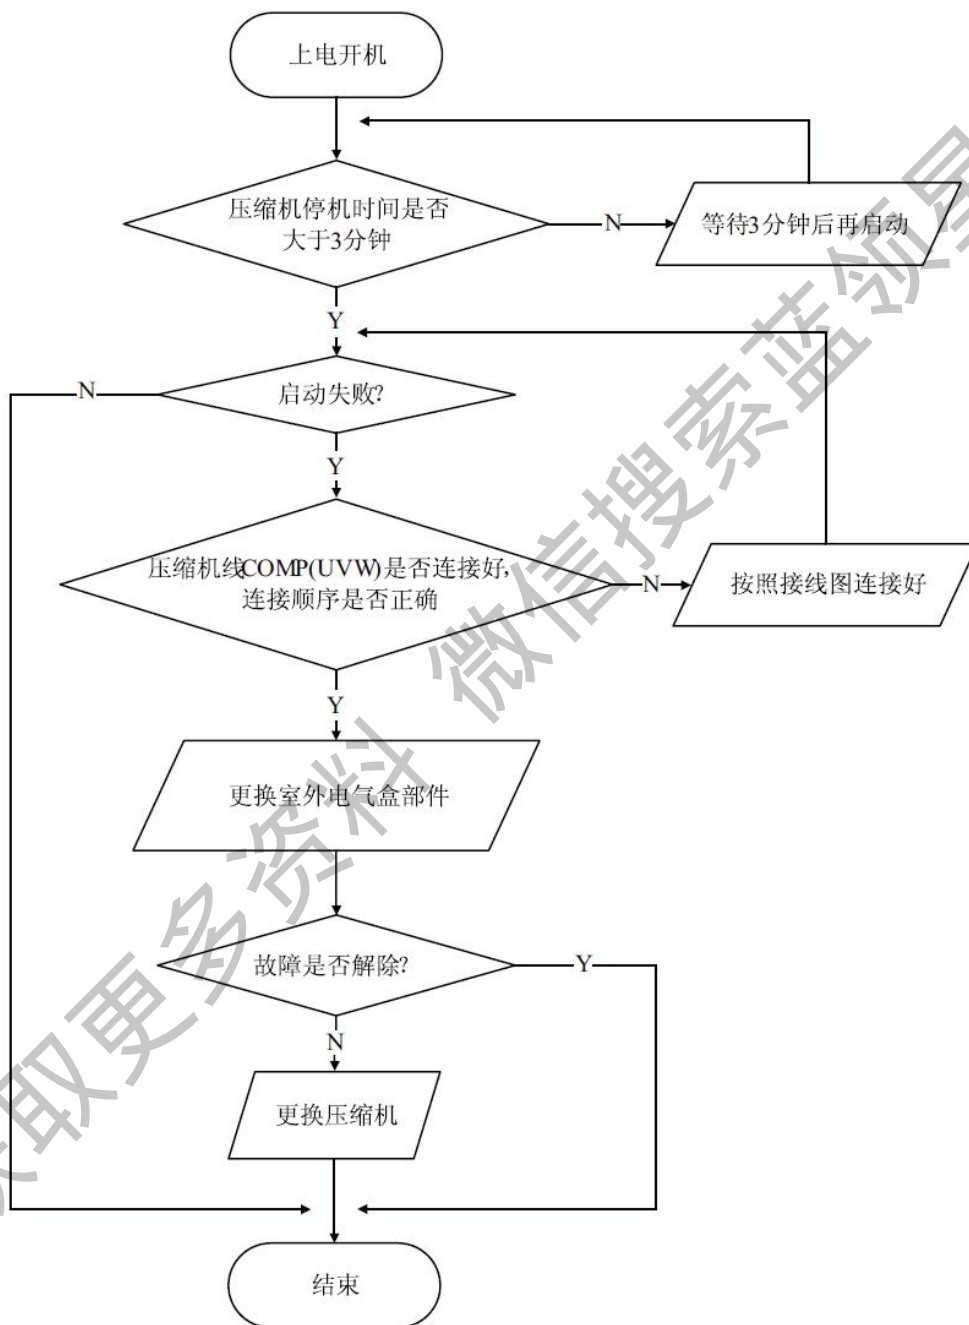 上电开机
压缩机停机时间是否
大于3分钟
N
等待3分钟后再启动
Y
N
启动失败?
Y
压缩机线COMP(UVW)是否连接好,
连接顺序是否正确
N
按照接线图连接好
Y
更换室外电气盒部件
故障是否解除?
Y
N
更换压缩机
结束
获取更多资料 微信搜索蓝领星